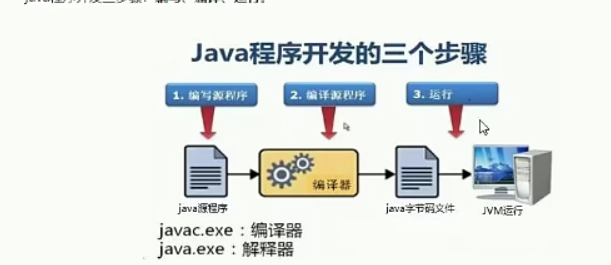 java程序开发三步骤：编写、编译、运行。
Java程序开发的三个步骤
1. 编写源程序
2. 编译源程序
3. 运行
编译器
java源程序
java字节码文件
JVM运行
javac.exe：编译器
java.exe：解释器